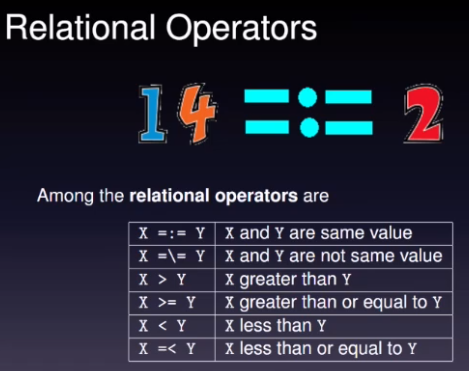 Relational Operators
14 =:= 2
Among the relational operators are
X =:= Y X and Y are same value
X =\= Y X and Y are not same value
X > Y X greater than Y
X >= Y X greater than or equal to Y
X < Y X less than Y
X =< Y X less than or equal to Y